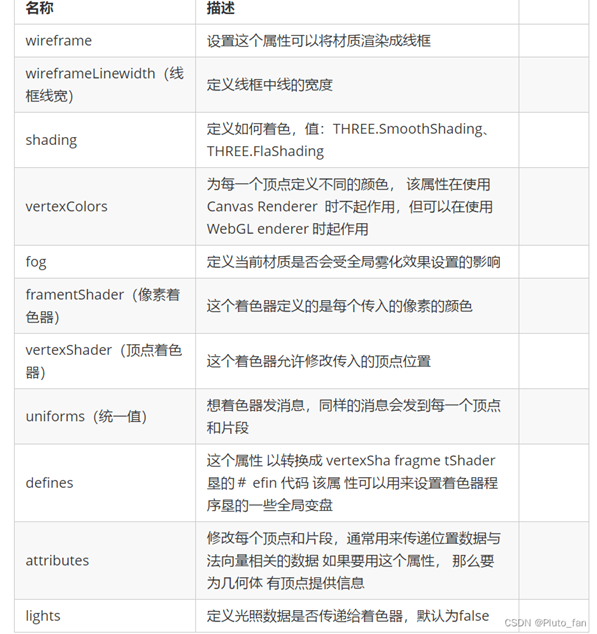 名称 描述
wireframe 设置这个属性可以将材质渲染成线框
wireframeLinewidth（线
框线宽） 定义线框中线的宽度
shading 定义如何着色，值：THREE.SmoothShading、
THREE.FlaShading
vertexColors 为每一个顶点定义不同的颜色， 该属性在使用
Canvas Renderer 时不起作用，但可以在使用
WebGL enderer 时起作用
fog 定义当前材质是否会受全局雾化效果设置的影响
framentShader（像素着
色器） 这个着色器定义的是每个传入的像素的颜色
vertexShader（顶点着色
器） 这个着色器允许修改传入的顶点位置
uniforms（统一值） 想着色器发消息，同样的消息会发到每一个顶点
和片段
defines 这个属性 以转换成 vertexSha fragme tShader
垦的＃ efin 代码 该属 性可以用来设置着色器程
序垦的一些全局变盘
attributes 修改每个顶点和片段，通常用来传递位置数据与
法向量相关的数据 如果要用这个属性， 那么要
为几何体 有顶点提供信息
lights 定义光照数据是否传递给着色器，默认为false
CSDN @Pluto_fan